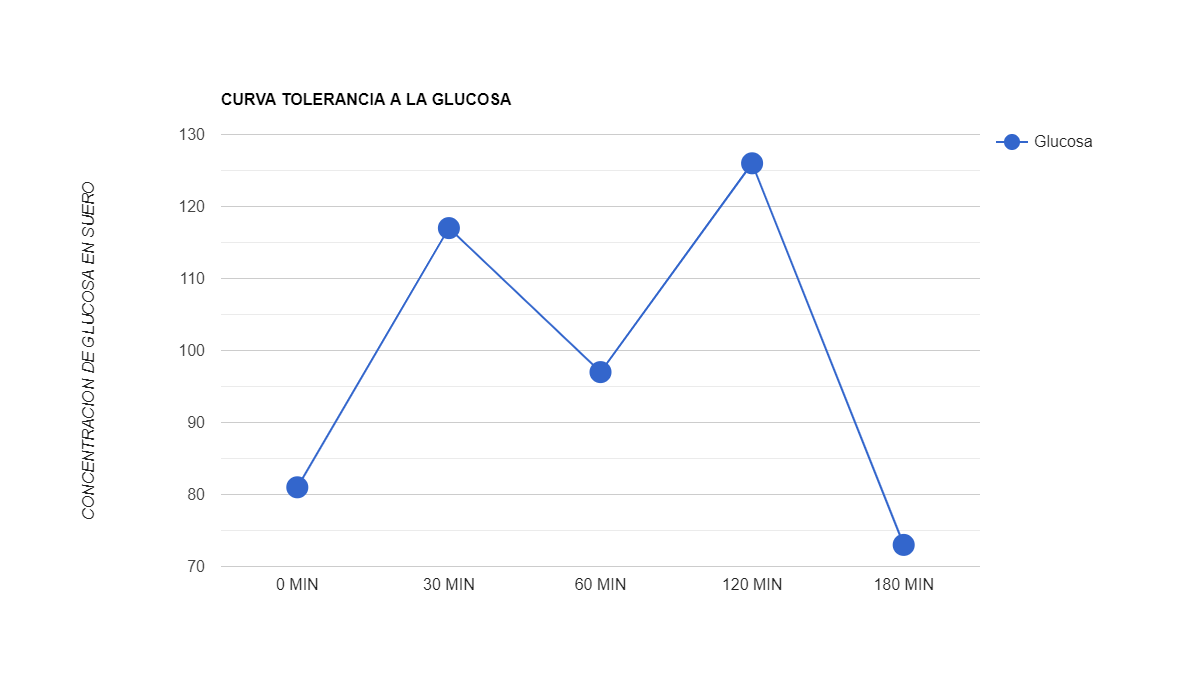 CURVA TOLERANCIA A LA GLUCOSA
CONCENTRACION DE GLUCOSA EN SUERO
130
120
110
100
90
80
70
0 MIN
30 MIN
60 MIN
120 MIN
180 MIN
Glucosa